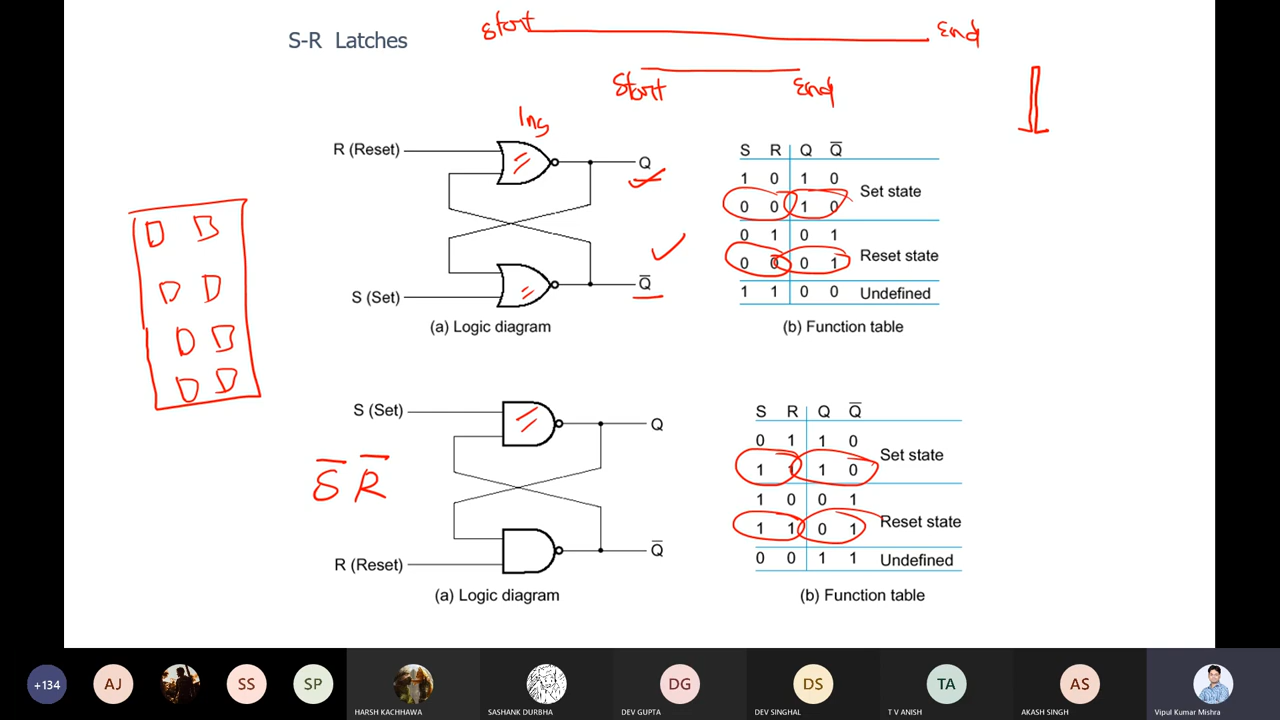 S-R Latches
start
End
start
End
1ns
R (Reset)
Q
Q̅
S (Set)
(a) Logic diagram
S R Q Q̅
1 0 1 0
0 0 1 0
Set state
0 1 0 1
0 0 0 1
Reset state
1 1 0 0 Undefined
(b) Function table
D D
D D
D D
D D
S (Set)
Q
S̅ R̅
Q̅
R (Reset)
(a) Logic diagram
S R Q Q̅
0 1 1 0
1 1 1 0
Set state
1 0 0 1
1 1 0 1
Reset state
0 0 1 1 Undefined
(b) Function table
+134 AJ SS SP DG DS TA AS
HARSH KACHHAWA SASHANK DURBHA DEV GUPTA DEV SINGHAL T V ANISH AKASH SINGH Vipul Kumar Mishra